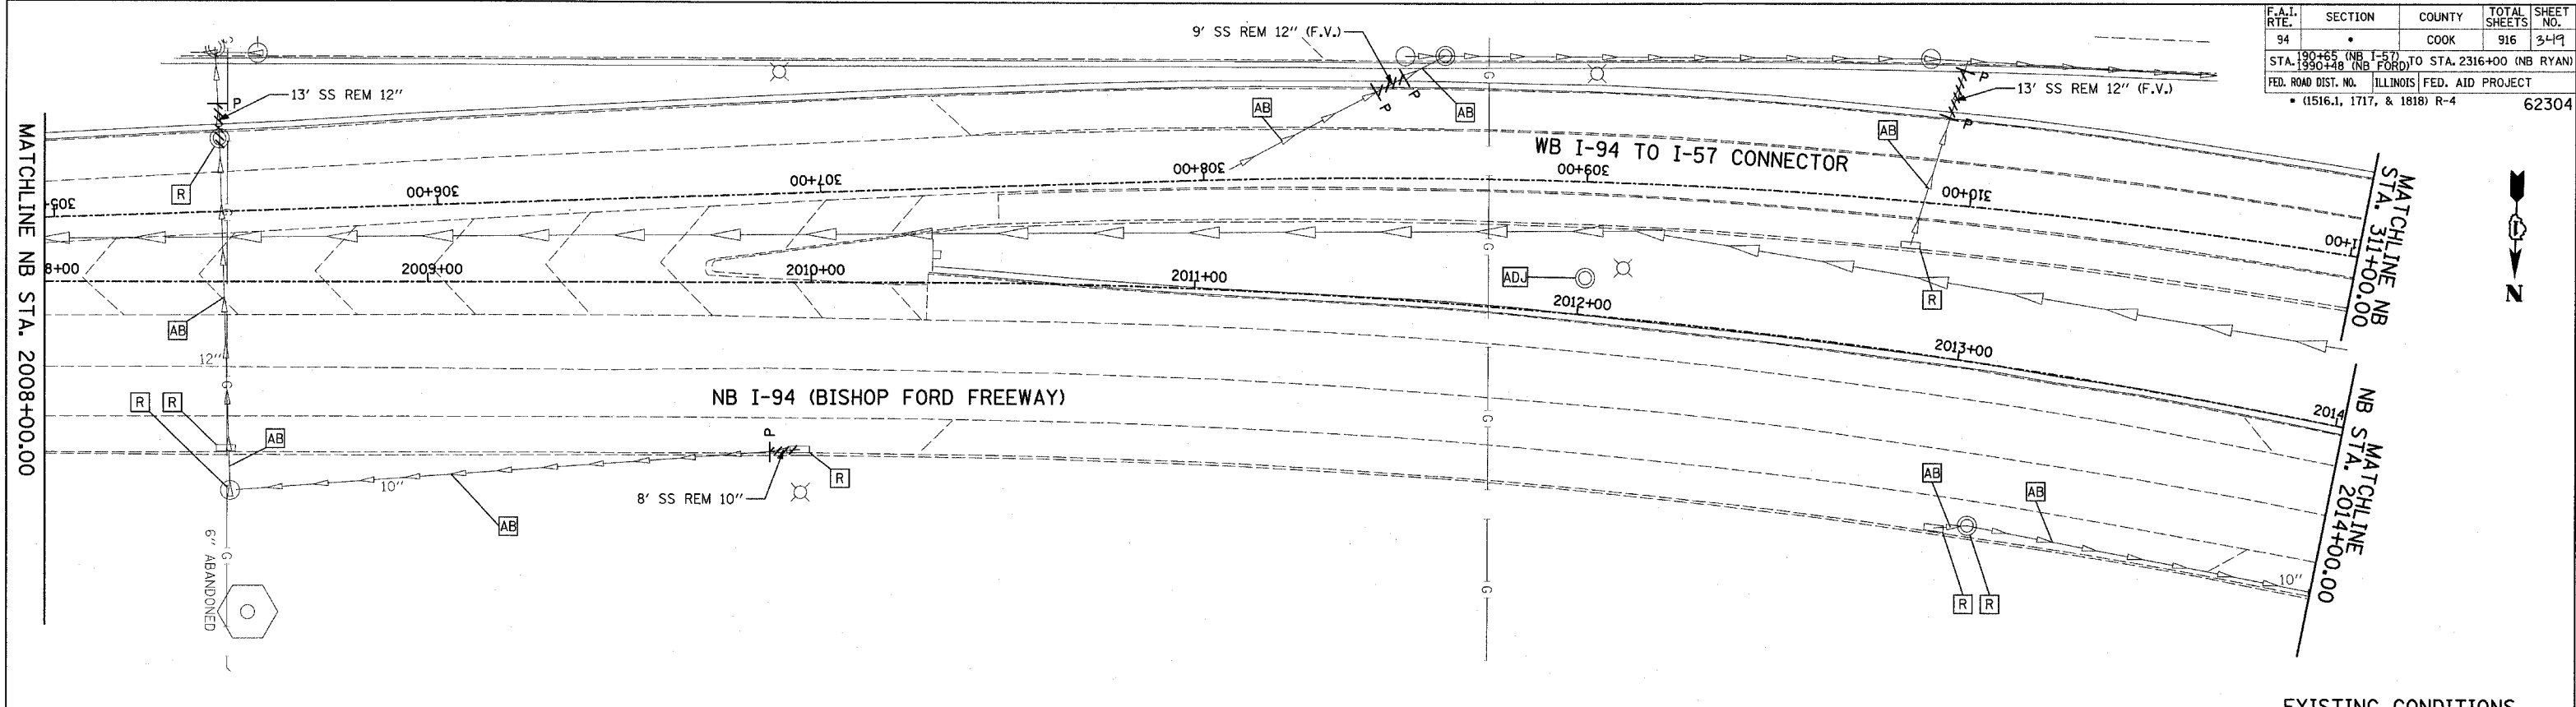 F.A.I. RTE. SECTION COUNTY TOTAL SHEETS SHEET NO.
94 • COOK 916 349
STA. 190+65 (NB I-57) 1990+48 (NB FORD) TO STA. 2316+00 (NB RYAN)
FED. ROAD DIST. NO. ILLINOIS FED. AID PROJECT
• (1516.1, 1717, & 1818) R-4
62304
9' SS REM 12" (F.V.)
13' SS REM 12"
P
P
P
P
P
13' SS REM 12" (F.V.)
AB
AB
AB
R
G
WB I-94 TO I-57 CONNECTOR
MATCHLINE NB STA. 2008+00.00
305+
306+00
307+00
308+00
309+00
310+00
1+00
MATCHLINE NB
STA. 311+00.00
N
G
8+00
2009+00
2010+00
2011+00
2012+00
2013+00
2014
ADJ
R
AB
12"
G
R
R
AB
NB I-94 (BISHOP FORD FREEWAY)
P
G
8' SS REM 10"
R
10"
AB
AB
AB
MATCHLINE
NB STA. 2014+00.00
6" ABANDONED
G
G
R
R
10"
EXISTING CONDITIONS